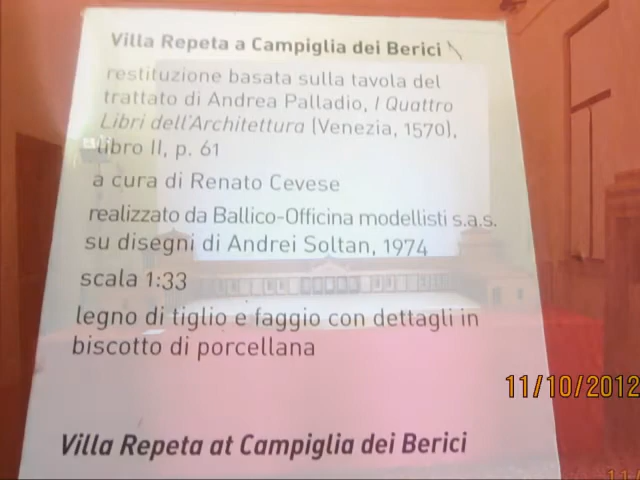 Villa Repeta a Campiglia dei Berici
restituzione basata sulla tavola del
trattato di Andrea Palladio, I Quattro
Libri dell'Architettura (Venezia, 1570),
libro II, p. 61
a cura di Renato Cevese
realizzato da Ballico-Officina modellisti s.a.s.
su disegni di Andrei Soltan, 1974
scala 1:33
legno di tiglio e faggio con dettagli in
biscotto di porcellana
11/10/2012
Villa Repeta at Campiglia dei Berici